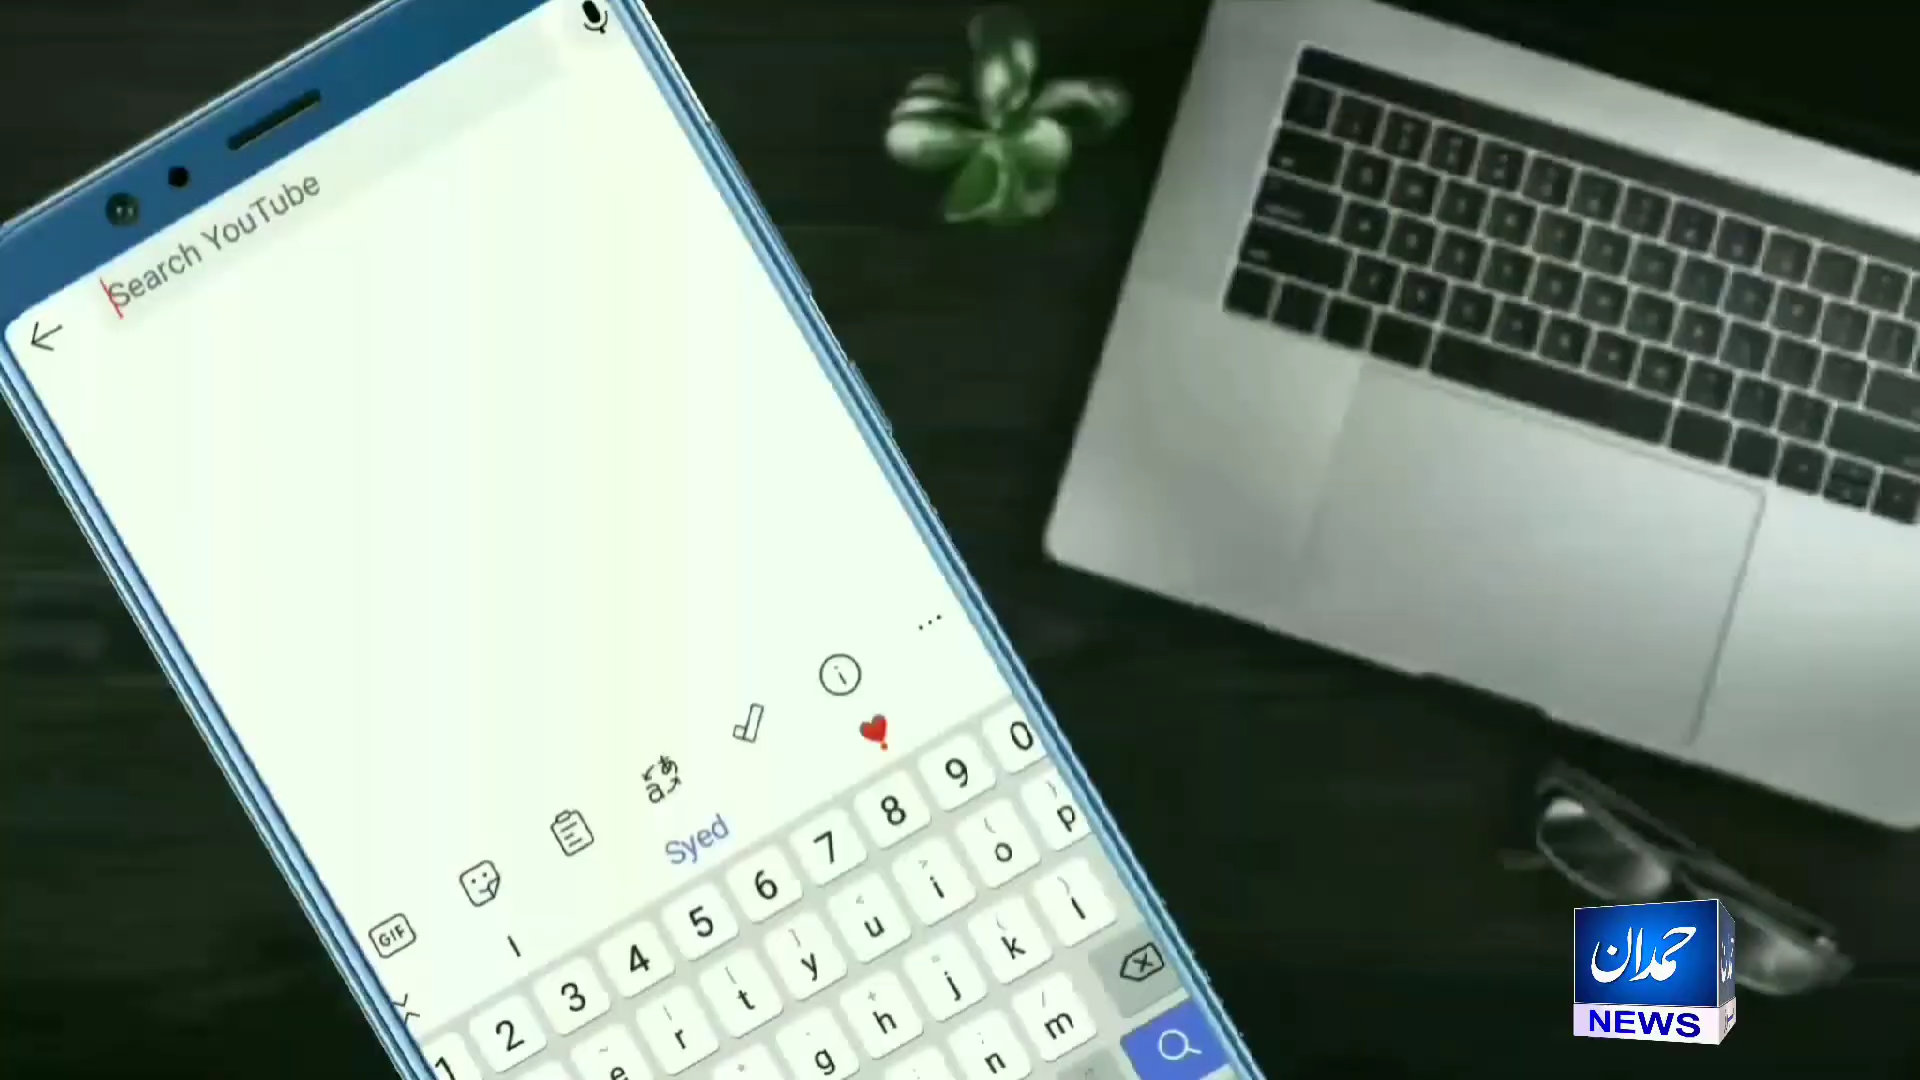 Search YouTube
GIF
I
Syed
1 2 3 4 5 6 7 8 9 0
e r t y u i o p
g h j k l
n m
حمدان
NEWS